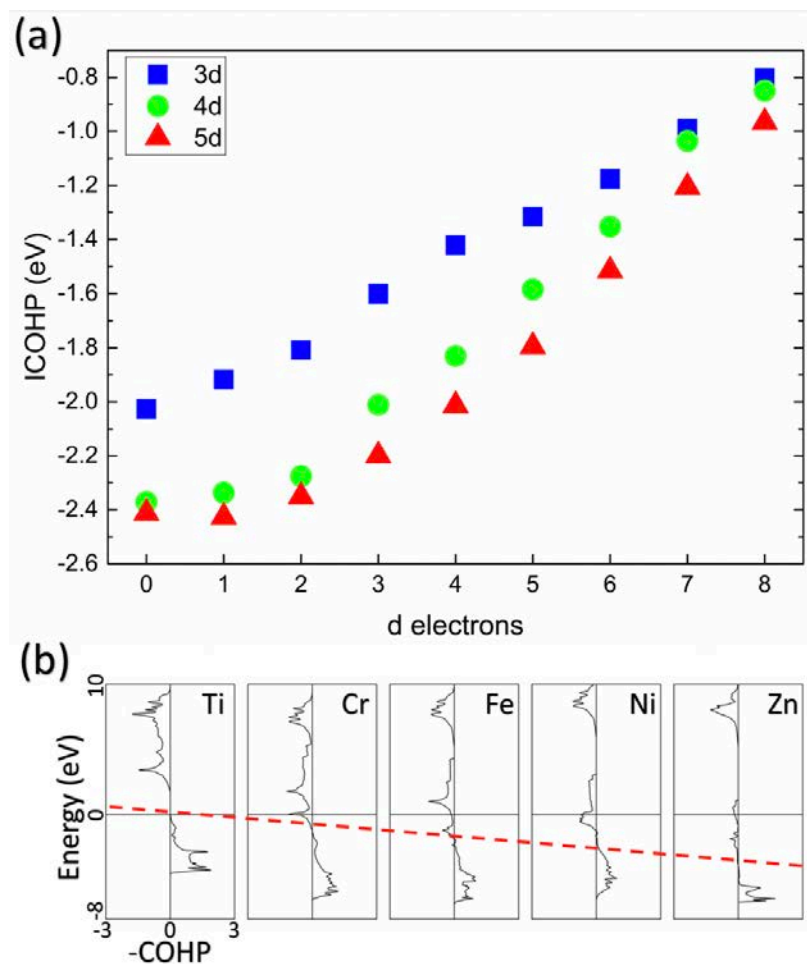 (a)
3d
4d
5d
-0.8
-1.0
-1.2
-1.4
-1.6
-1.8
-2.0
-2.2
-2.4
-2.6
ICOHP (eV)
0 1 2 3 4 5 6 7 8
d electrons
(b)
Ti Cr Fe Ni Zn
10
0
-8
Energy (eV)
-3 0 3
-COHP